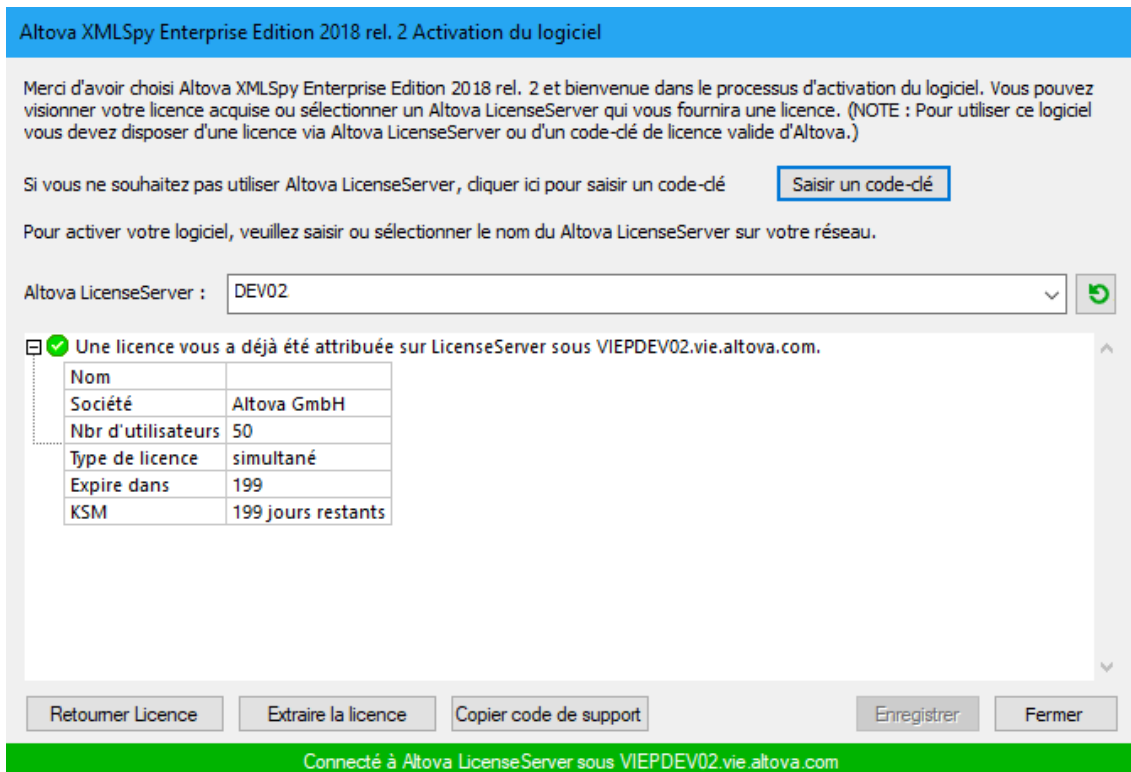 Altova XMLSpy Enterprise Edition 2018 rel. 2 Activation du logiciel
Merci d'avoir choisi Altova XMLSpy Enterprise Edition 2018 rel. 2 et bienvenue dans le processus d'activation du logiciel. Vous pouvez
visionner votre licence acquise ou sélectionner un Altova LicenseServer qui vous fournira une licence. (NOTE : Pour utiliser ce logiciel
vous devez disposer d'une licence via Altova LicenseServer ou d'un code-clé de licence valide d'Altova.)
Si vous ne souhaitez pas utiliser Altova LicenseServer, cliquer ici pour saisir un code-clé Saisir un code-clé
Pour activer votre logiciel, veuillez saisir ou sélectionner le nom du Altova LicenseServer sur votre réseau.
Altova LicenseServer : DEV02
Une licence vous a déjà été attribuée sur LicenseServer sous VIEPDEV02.vie.altova.com.
Nom
Société Altova GmbH
Nbr d'utilisateurs 50
Type de licence simultané
Expire dans 199
KSM 199 jours restants
Retourner Licence Extraire la licence Copier code de support Enregistrer Fermer
Connecté à Altova LicenseServer sous VIEPDEV02.vie.altova.com